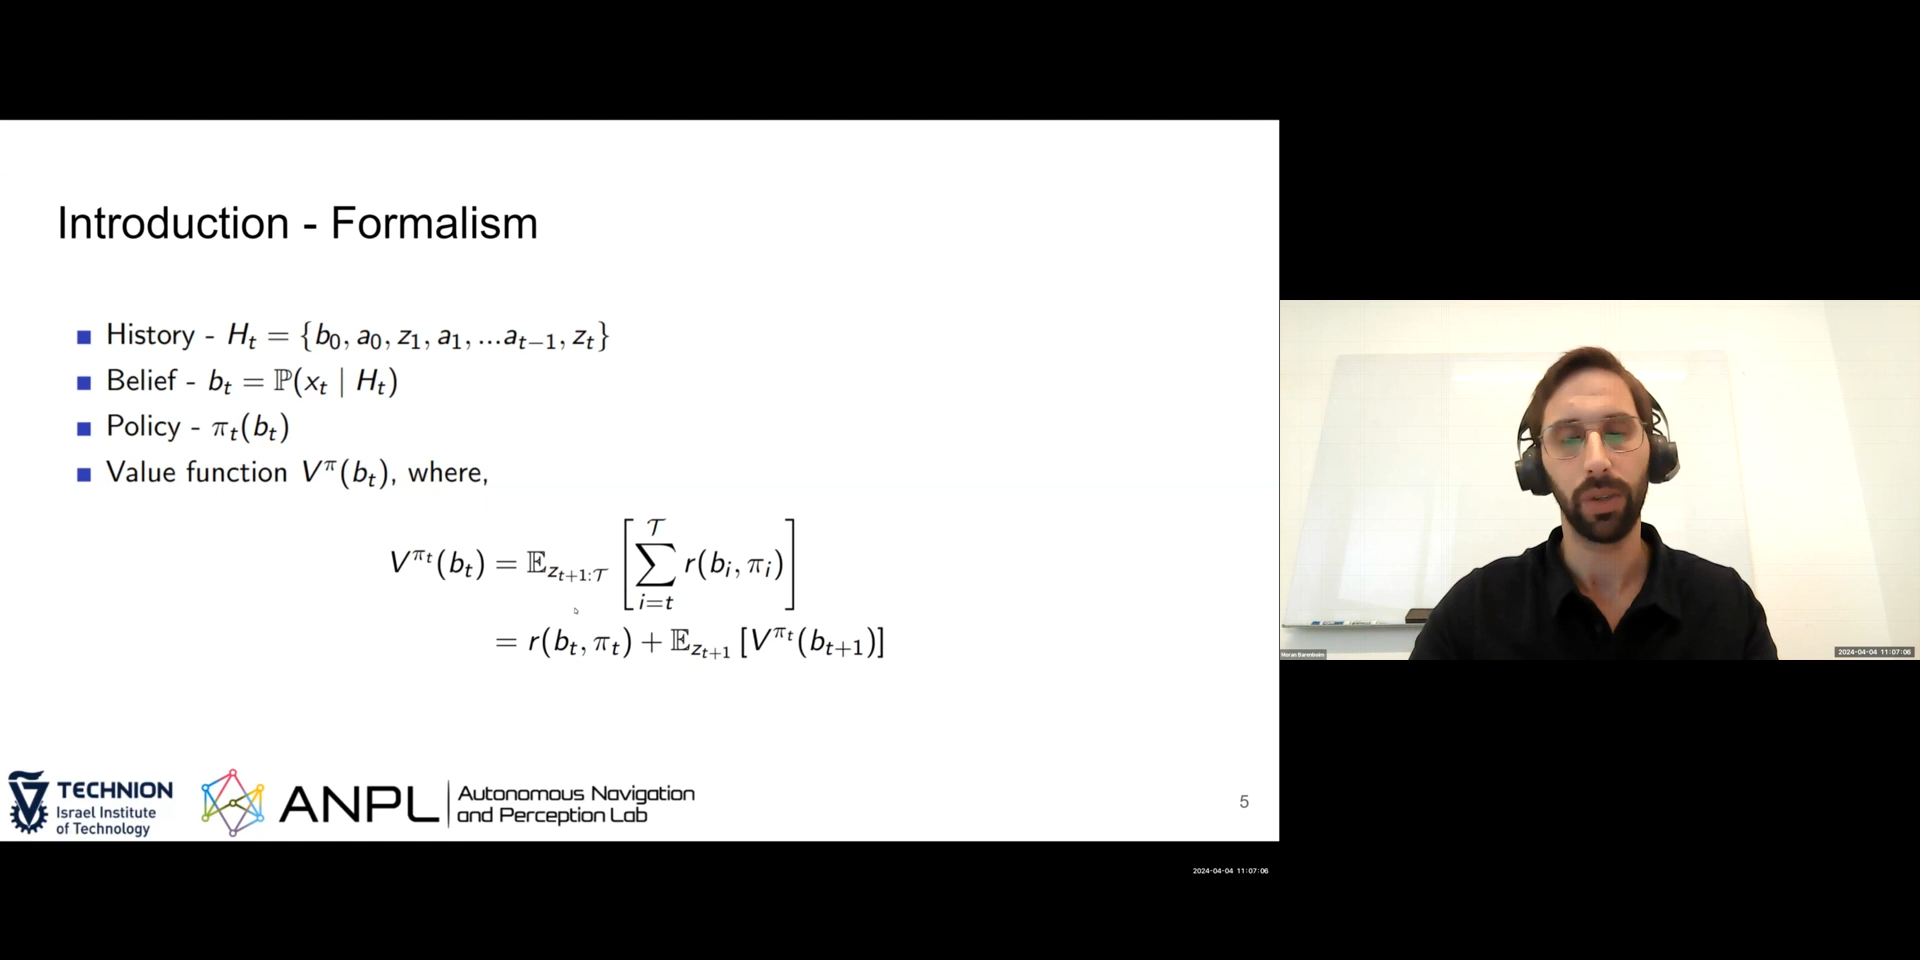 Introduction - Formalism
History - H_t = {b_0, a_0, z_1, a_1, ...a_{t-1}, z_t}
Belief - b_t = ℙ(x_t | H_t)
Policy - π_t(b_t)
Value function V^π(b_t), where,
V^{π_t}(b_t) = 𝔼_{z_{t+1:𝒯}} [∑_{i=t}^{𝒯} r(b_i, π_i)]
= r(b_t, π_t) + 𝔼_{z_{t+1}} [V^{π_t}(b_{t+1})]
TECHNION
Israel Institute
of Technology
ANPL
Autonomous Navigation
and Perception Lab
5
2024-04-04 11:07:06
Moran Barenboim
2024-04-04 11:07:06